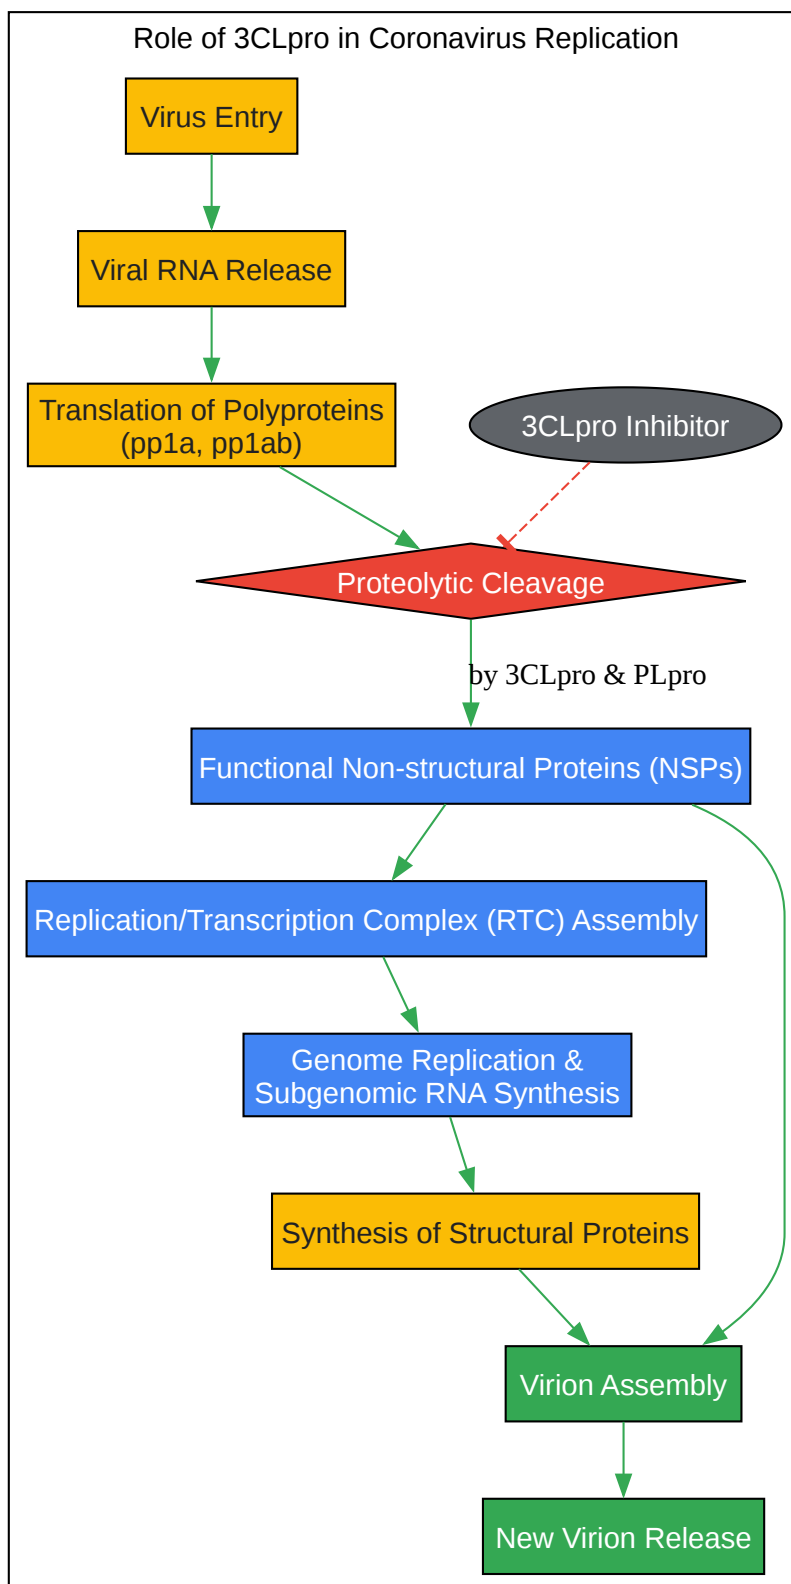 Role of 3CLpro in Coronavirus Replication
Virus Entry
Viral RNA Release
Translation of Polyproteins
(pp1a, pp1ab)
3CLpro Inhibitor
Proteolytic Cleavage
by 3CLpro & PLpro
Functional Non-structural Proteins (NSPs)
Replication/Transcription Complex (RTC) Assembly
Genome Replication &
Subgenomic RNA Synthesis
Synthesis of Structural Proteins
Virion Assembly
New Virion Release